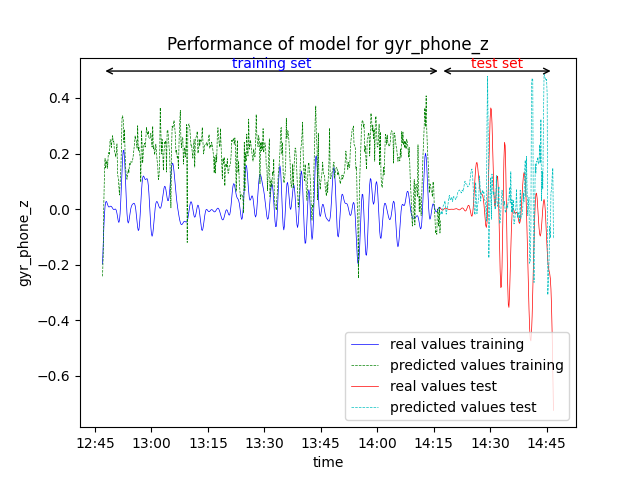 Performance of model for gyr_phone_z
training set
test set
gyr_phone_z
0.4
0.2
0.0
−0.2
−0.4
−0.6
real values training
predicted values training
real values test
predicted values test
12:45 13:00 13:15 13:30 13:45 14:00 14:15 14:30 14:45
time